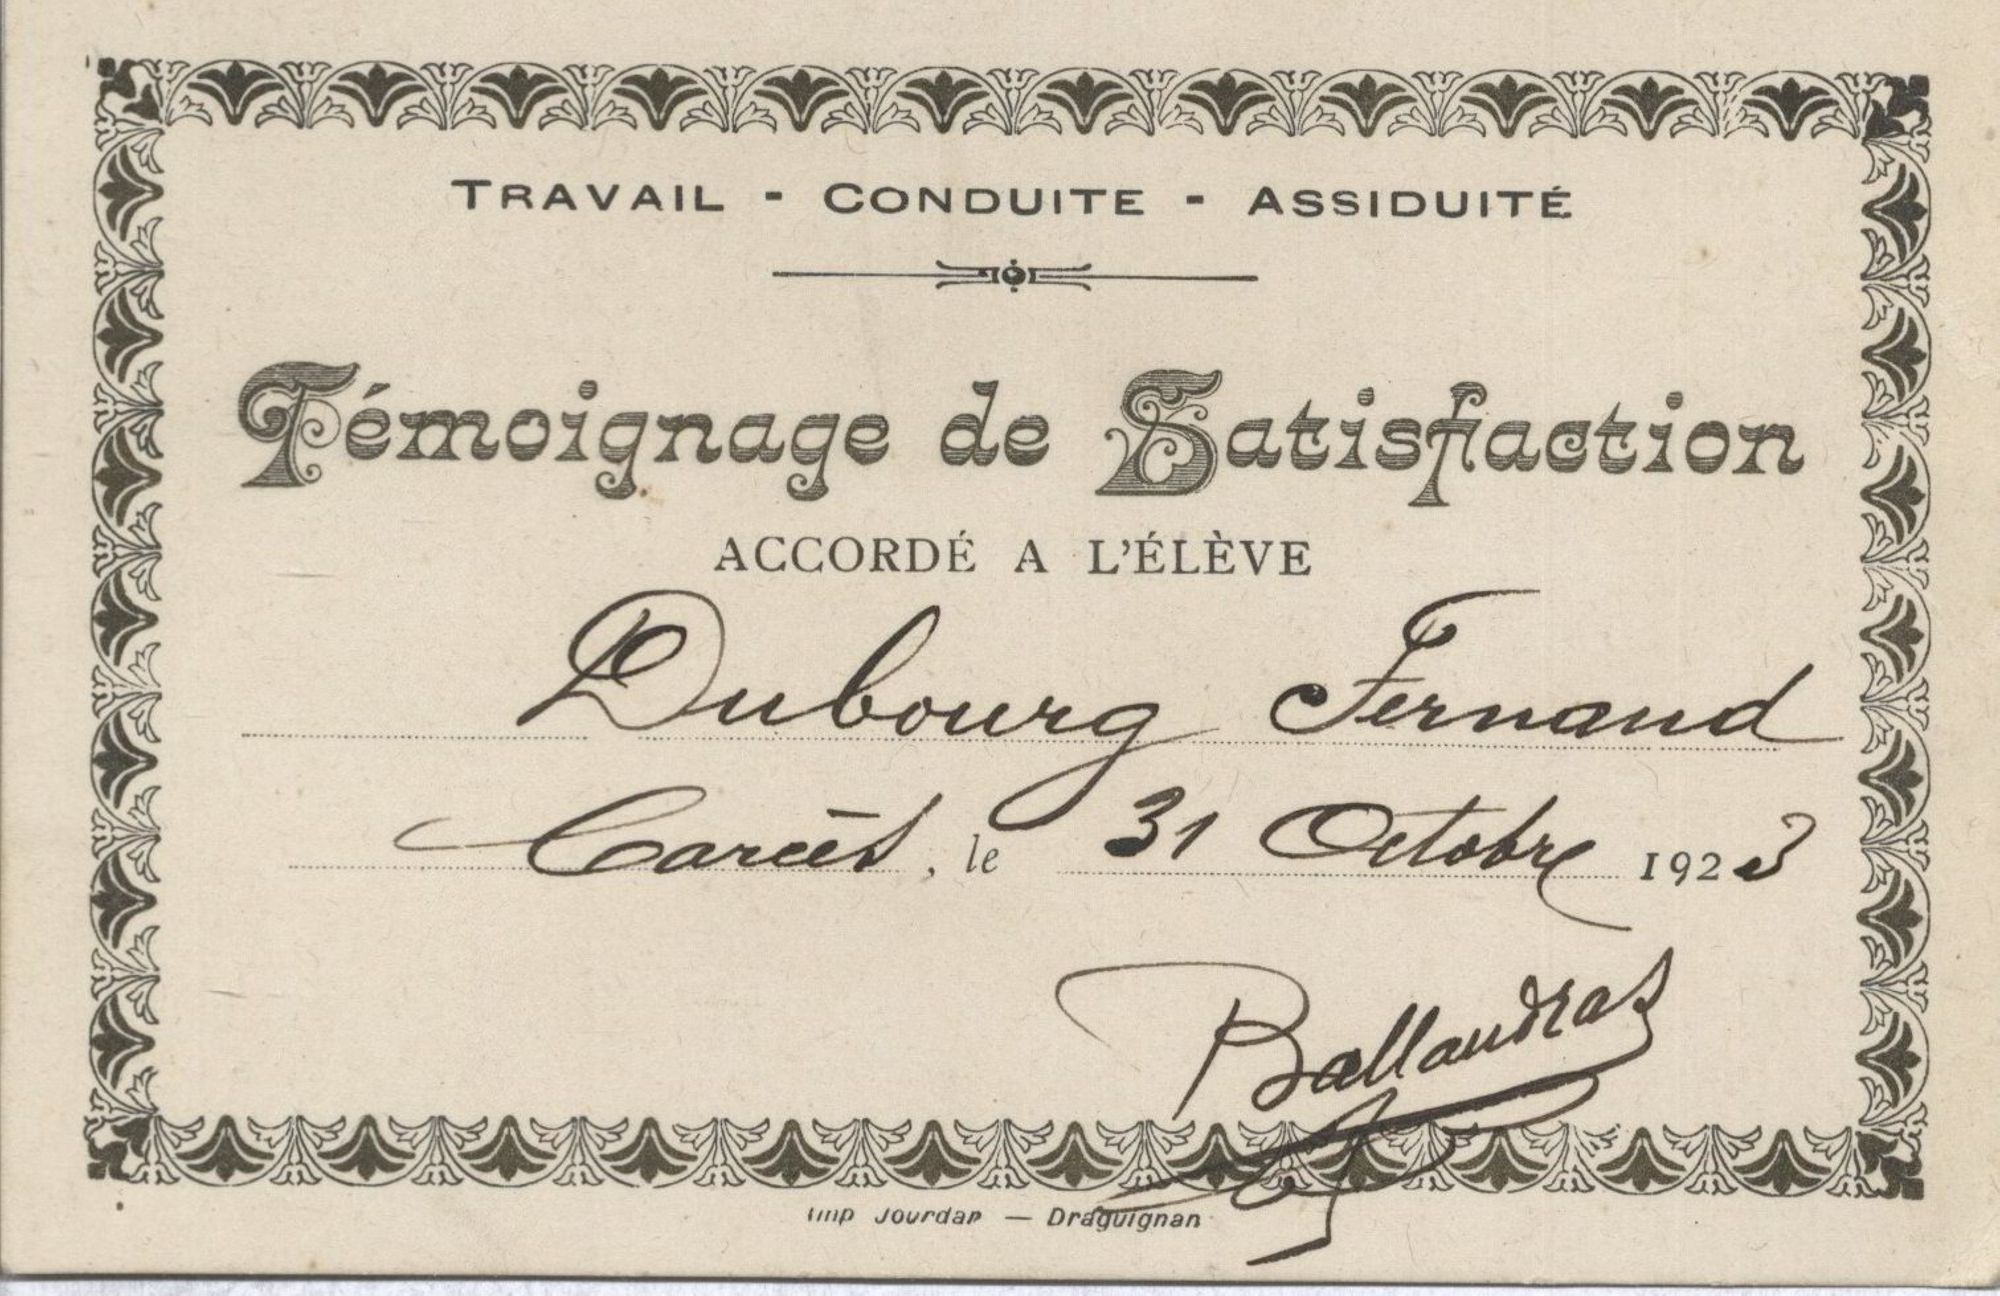 TRAVAIL - CONDUITE - ASSIDUITÉ
Témoignage de Satisfaction
ACCORDÉ A L'ÉLÈVE
Dubourg Fernand
Carcès, le 31 Octobre 1923
Ballandras
Imp Jourdan — Draguignan